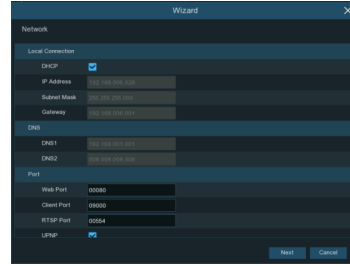 Wizard
X
Network
Local Connection
DHCP
IP Address
Subnet Mask
Gateway
DNS
DNS1
DNS2
Port
Web Port 00080
Client Port 09000
RTSP Port 00554
UPNP
Next Cancel